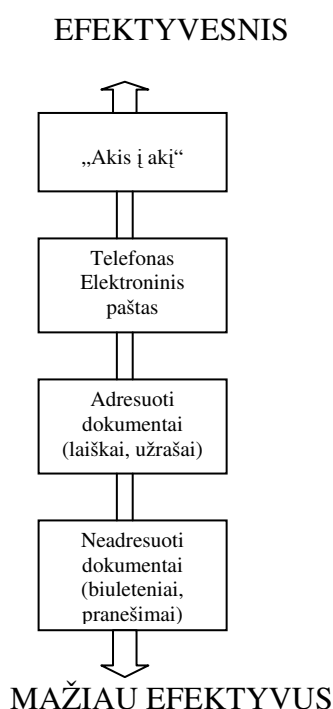 EFEKTYVESNIS
„Akis į akį“
Telefonas
Elektroninis
paštas
Adresuoti
dokumentai
(laiškai, užrašai)
Neadresuoti
dokumentai
(biuleteniai,
pranešimai)
MAŽIAU EFEKTYVUS